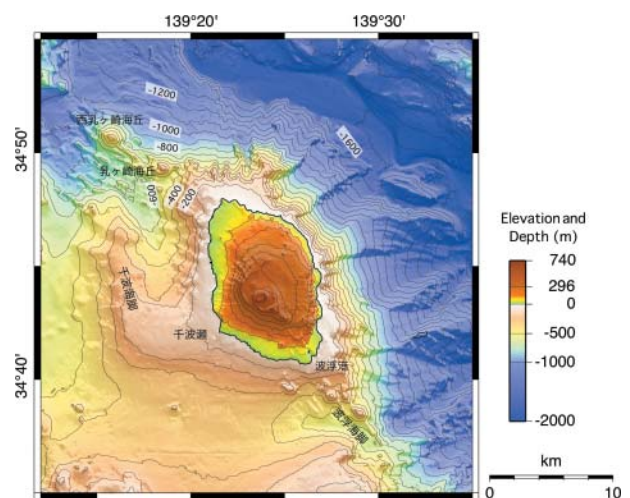 139°20'
139°30'
34°50'
34°40'
-1200
-1000
-800
-1600
西乳ヶ崎海丘
乳ヶ崎海丘
-600
-400
-200
千波海脚
千波瀬
波浮港
波浮海脚
Elevation and
Depth (m)
740
296
0
-500
-1000
-2000
km
0
10